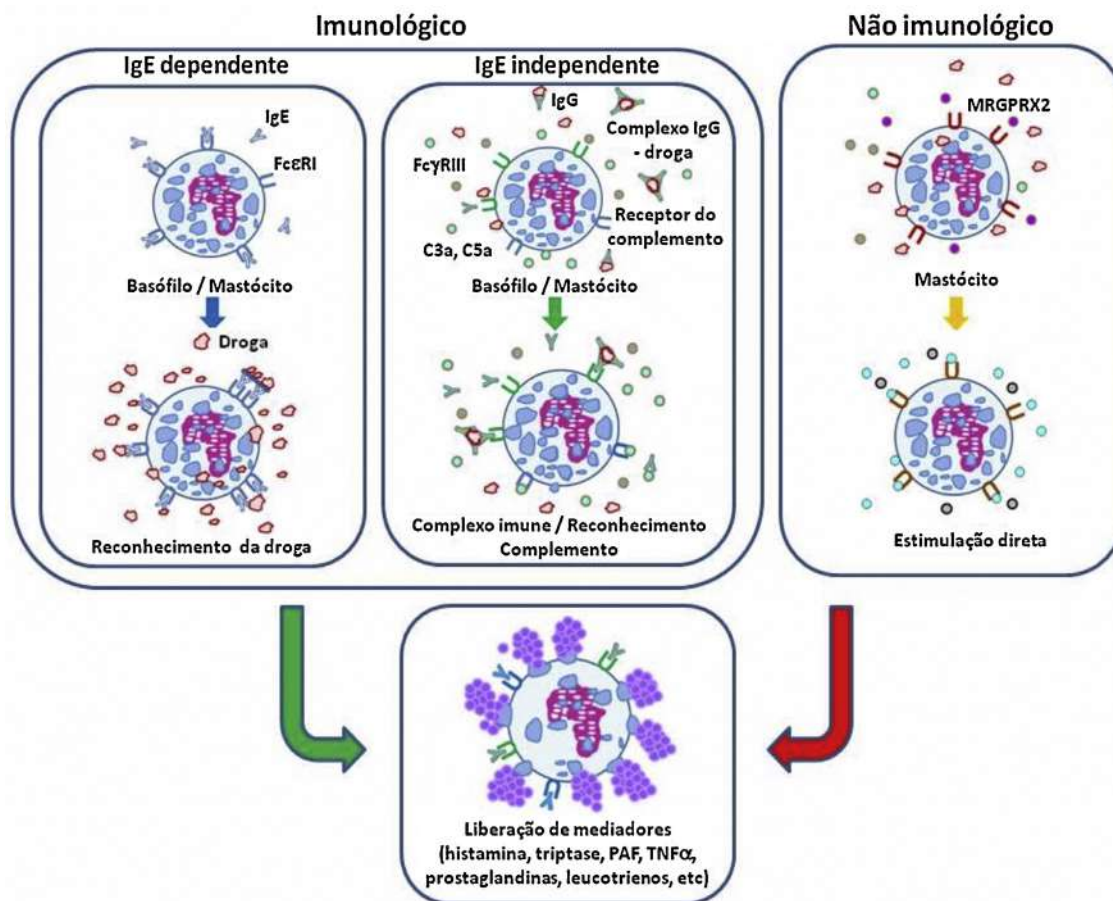 Imunológico
Não imunológico
IgE dependente
IgE independente
IgE
FcεRI
Basófilo / Mastócito
Droga
Reconhecimento da droga
IgG
Complexo IgG
- droga
FcγRIII
Receptor do
complemento
C3a, C5a
Basófilo / Mastócito
Complexo imune / Reconhecimento
Complemento
MRGPRX2
Mastócito
Estimulação direta
Liberação de mediadores
(histamina, triptase, PAF, TNFα,
prostaglandinas, leucotrienos, etc)